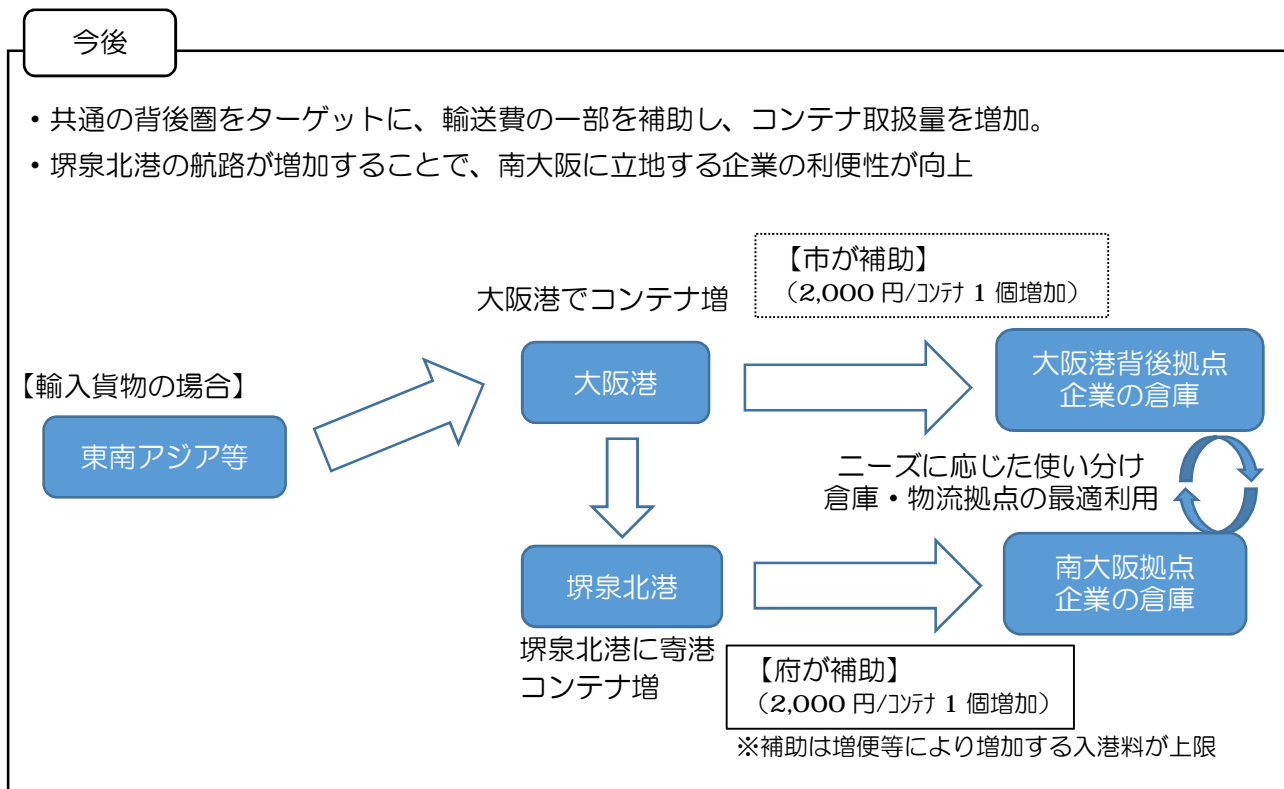 今後
・共通の背後圏をターゲットに、輸送費の一部を補助し、コンテナ取扱量を増加。
・堺泉北港の航路が増加することで、南大阪に立地する企業の利便性が向上
【市が補助】
（2,000 円/ｺﾝﾃﾅ 1 個増加）
大阪港でコンテナ増
【輸入貨物の場合】
東南アジア等
大阪港
大阪港背後拠点
企業の倉庫
ニーズに応じた使い分け
倉庫・物流拠点の最適利用
堺泉北港
南大阪拠点
企業の倉庫
堺泉北港に寄港
コンテナ増
【府が補助】
（2,000 円/ｺﾝﾃﾅ 1 個増加）
※補助は増便等により増加する入港料が上限